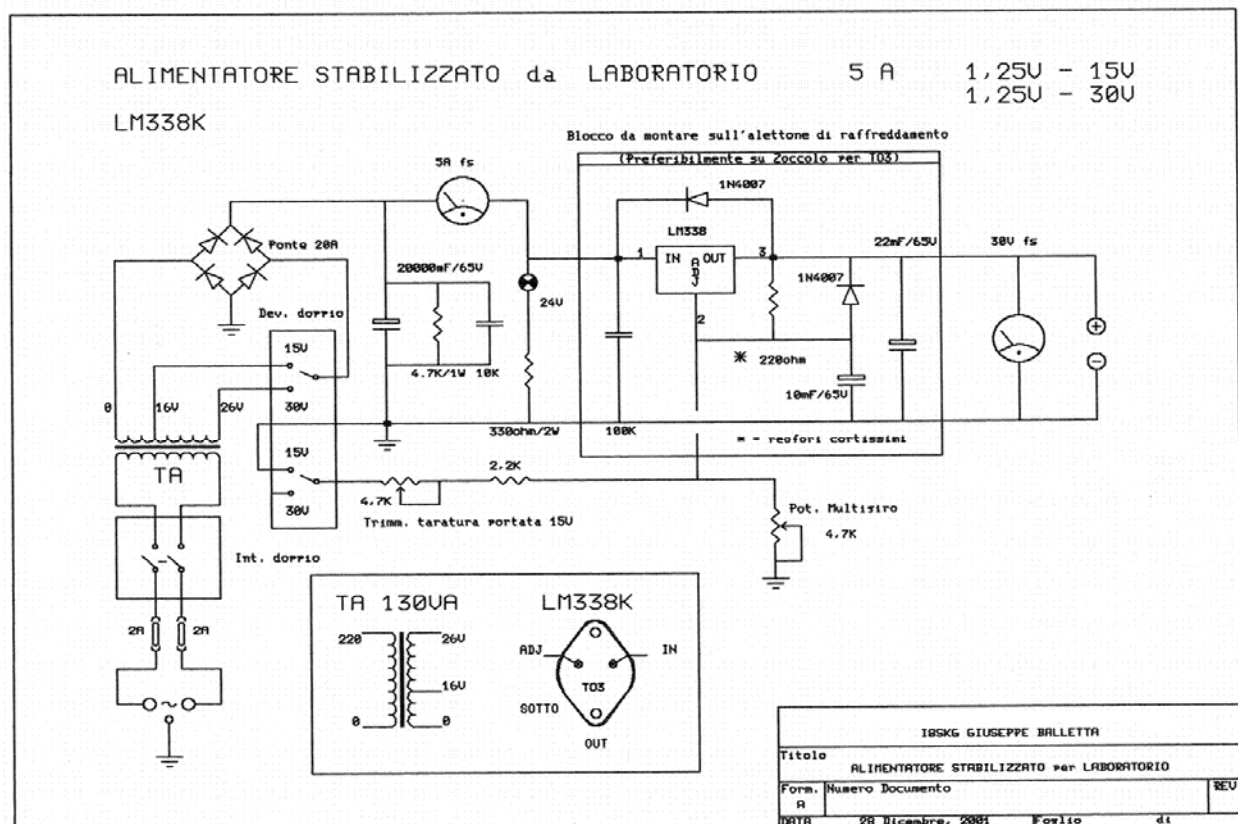 ALIMENTATORE STABILIZZATO da LABORATORIO 5 A 1,25V - 15V
1,25V - 30V
LM338K
Blocco da montare sull'alettone di raffreddamento
(Preferibilmente su Zoccolo per TO3)
5A fs
1N4007
LM338
Ponte 20A
1 IN ADJ OUT 3
22mF/65V
30V fs
20000mF/65V
24V
1N4007
Dev. doppio
2
15V
+
* 220ohm
-
4.7K/1W 10K
10mF/65V
0 16V 26V
30V
330ohm/2W 100K
* - reofori cortissimi
15V
TA
2,2K
4,7K
30V
Trimm. taratura portata 15V
Pot. Multigiro
4,7K
Int. doppio
TA 130VA LM338K
2A 2A
220 26V
ADJ IN
16V
TO3
SOTTO
0 0
OUT
I8SKG GIUSEPPE BALLETTA
Titolo
ALIMENTATORE STABILIZZATO per LABORATORIO
Form. Numero Documento REV
A
DATA 28 Dicembre, 2001 Foglio di